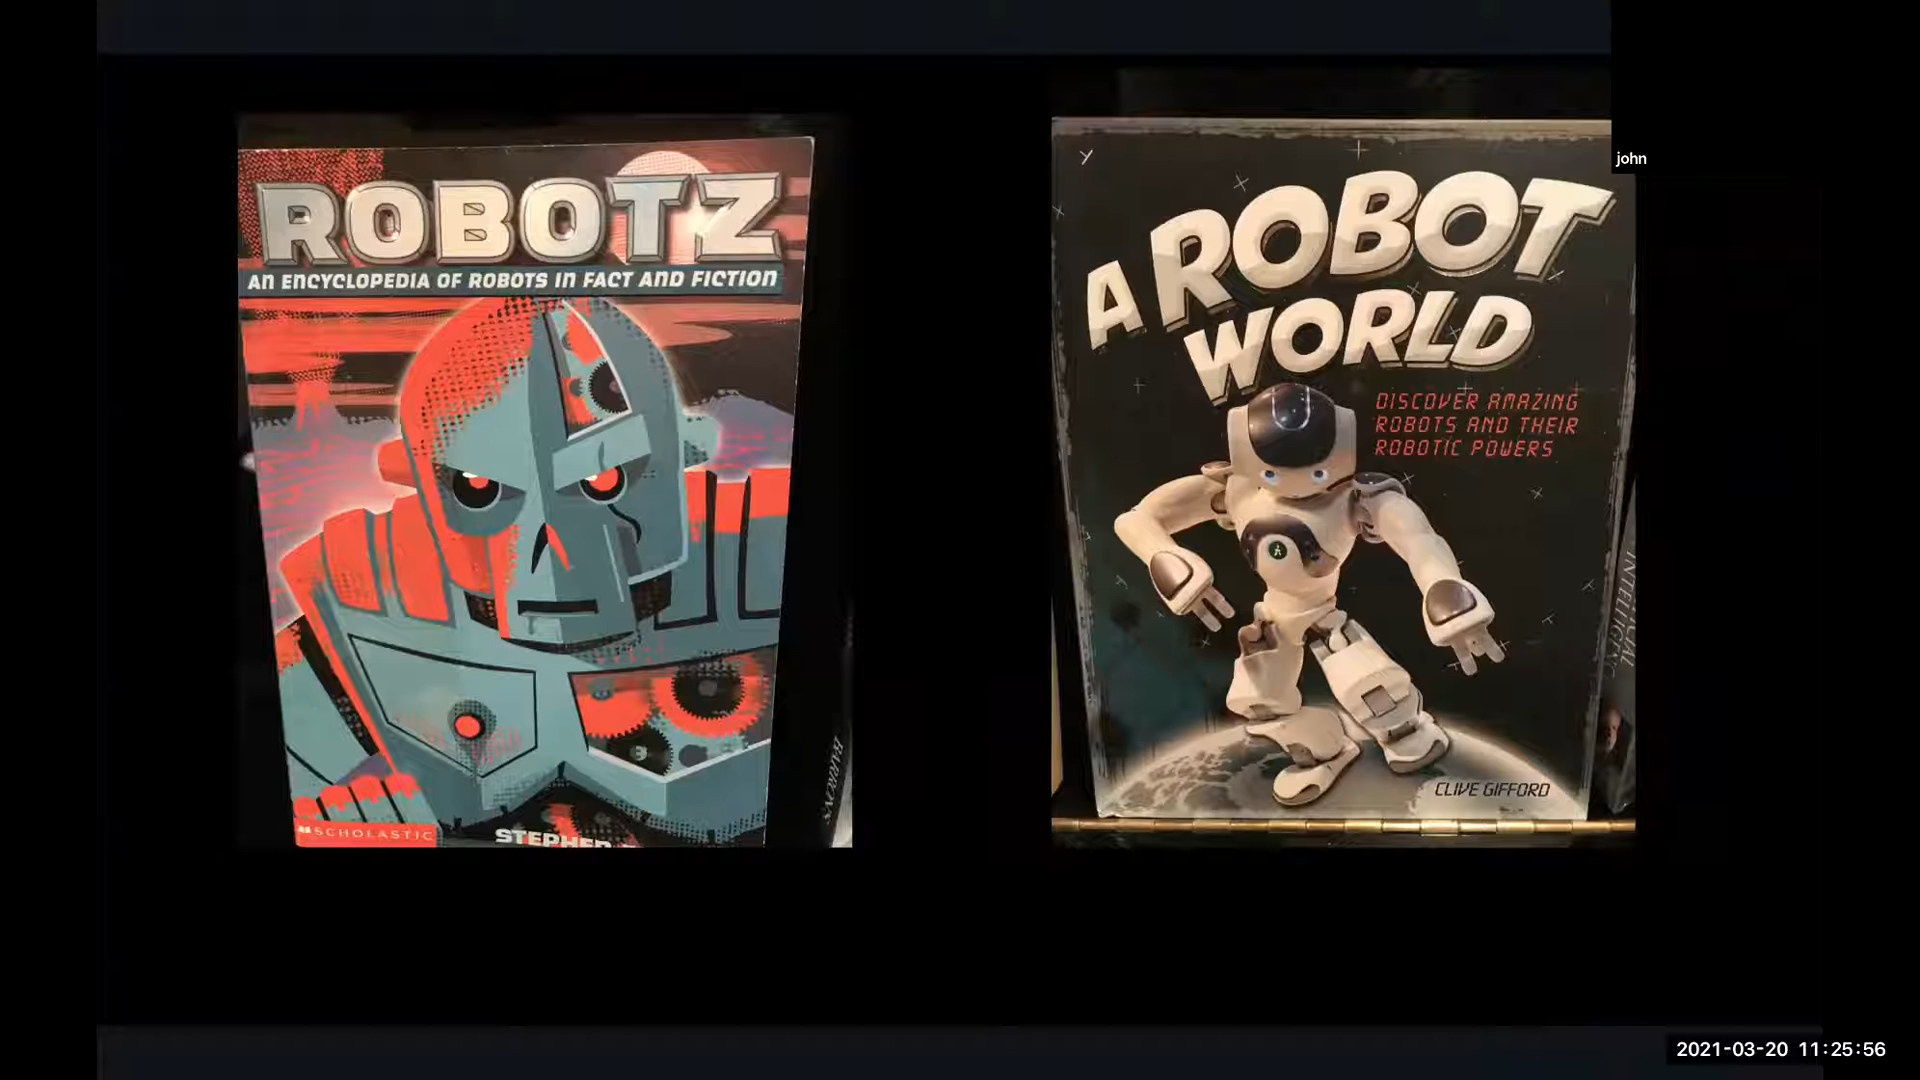 ROBOTZ
AN ENCYCLOPEDIA OF ROBOTS IN FACT AND FICTION
SCHOLASTIC
A ROBOT
WORLD
DISCOVER AMAZING
ROBOTS AND THEIR
ROBOTIC POWERS
CLIVE GIFFORD
john
2021-03-20 11:25:56